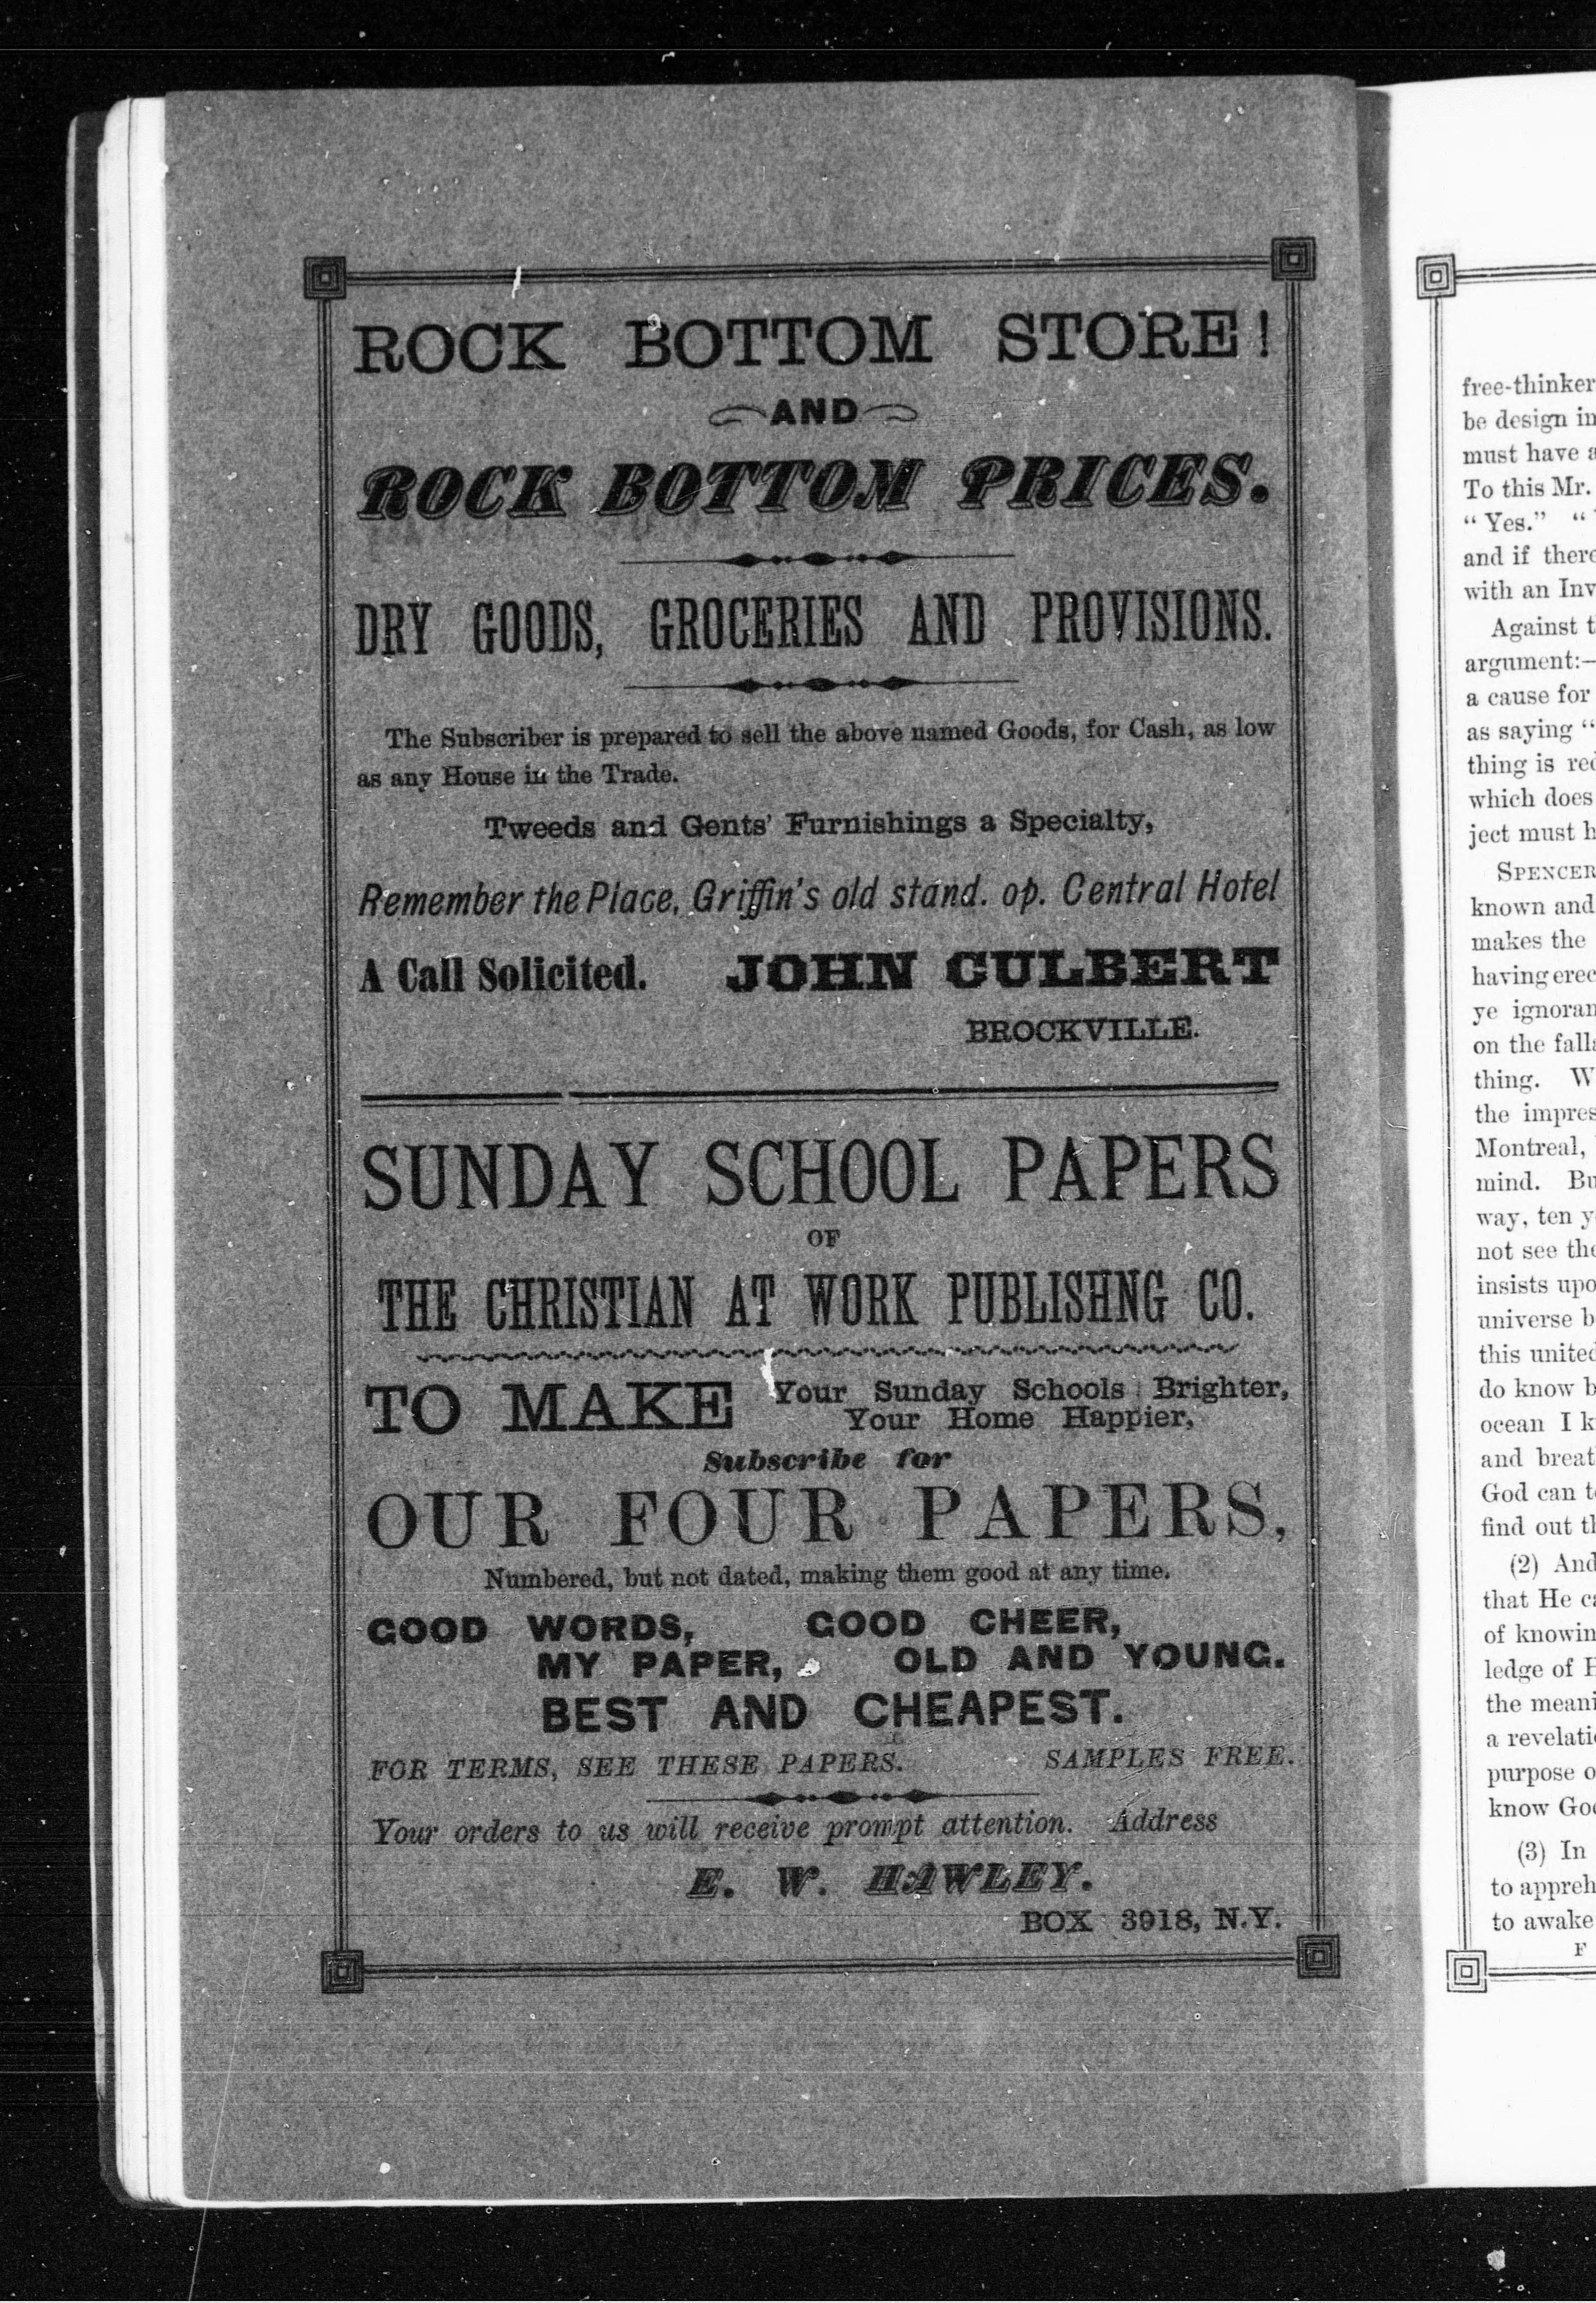 ROCK BOTTOM STORE!
AND
ROCK BOTTOM PRICES.
DRY GOODS, GROCERIES AND PROVISIONS.
The Subscriber is prepared to sell the above named Goods, for Cash, as low
as any House in the Trade.
Tweeds and Gents' Furnishings a Specialty,
Remember the Place, Griffin's old stand. op. Central Hotel
A Call Solicited. JOHN CULBERT
BROCKVILLE.
SUNDAY SCHOOL PAPERS
OF
THE CHRISTIAN AT WORK PUBLISHNG CO.
TO MAKE Your Sunday Schools Brighter,
Your Home Happier,
Subscribe for
OUR FOUR PAPERS,
Numbered, but not dated, making them good at any time.
GOOD WORDS, GOOD CHEER,
MY PAPER, OLD AND YOUNG.
BEST AND CHEAPEST.
FOR TERMS, SEE THESE PAPERS. SAMPLES FREE.
Your orders to us will receive prompt attention. Address
E. W. HAWLEY.
BOX 3918, N.Y.
free-thinker
be design in
must have
To this Mr.
"Yes." "
and if there
with an Inv
Against
argument:—
a cause for
as saying "
thing is
which does
ject must
SPENCER
known and
makes the
having erec
ye ignoran
on the falls
thing. W
the impres
Montreal,
mind. Bu
way, ten y
not see the
insists upo
universe b
this united
do know b
ocean I k
and breat
God can t
find out th
(2) And
that He ca
of knowin
ledge of H
the meani
a revelati
purpose o
know God
(3) In
to appreh
to awake
F